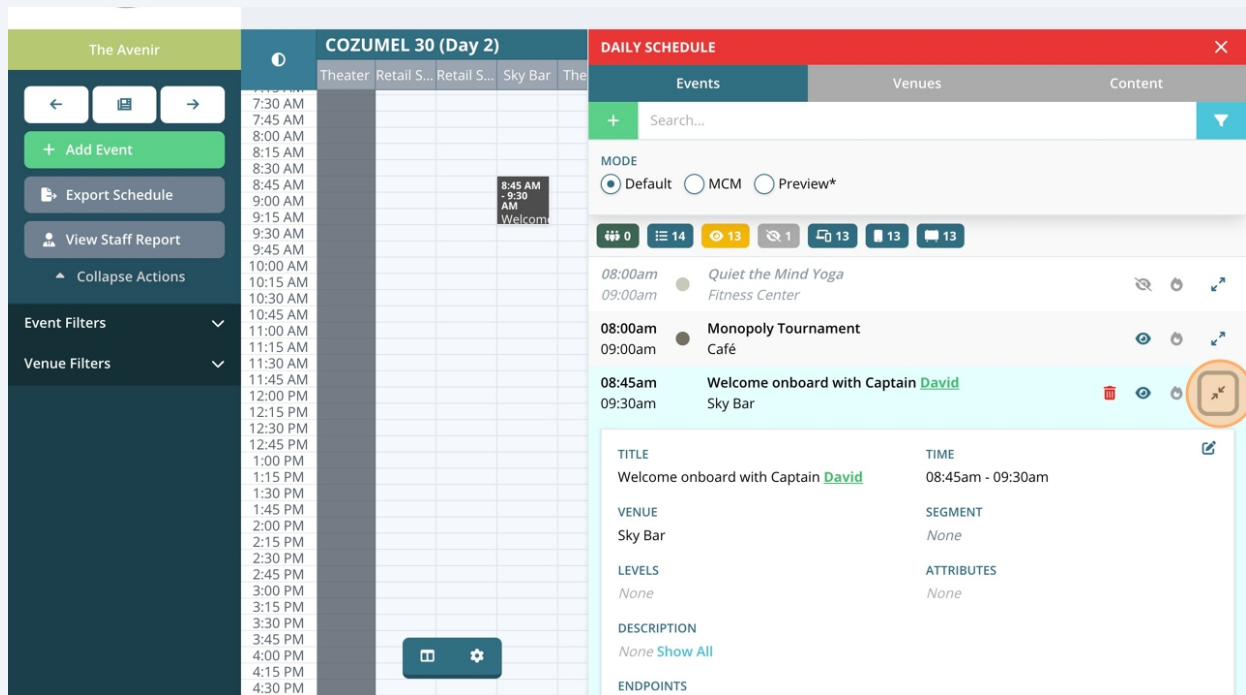 The Avenir
Add Event
Export Schedule
View Staff Report
Collapse Actions
Event Filters
Venue Filters
COZUMEL 30 (Day 2)
Theater Retail S... Retail S... Sky Bar The
7:15 AM
7:30 AM
7:45 AM
8:00 AM
8:15 AM
8:30 AM
8:45 AM
9:00 AM
9:15 AM
9:30 AM
9:45 AM
10:00 AM
10:15 AM
10:30 AM
10:45 AM
11:00 AM
11:15 AM
11:30 AM
11:45 AM
12:00 PM
12:15 PM
12:30 PM
12:45 PM
1:00 PM
1:15 PM
1:30 PM
1:45 PM
2:00 PM
2:15 PM
2:30 PM
2:45 PM
3:00 PM
3:15 PM
3:30 PM
3:45 PM
4:00 PM
4:15 PM
4:30 PM
8:45 AM
- 9:30
AM
Welcome
DAILY SCHEDULE
Events Venues Content
Search...
MODE
Default MCM Preview*
0 14 13 1 13 13 13
08:00am Quiet the Mind Yoga
09:00am Fitness Center
08:00am Monopoly Tournament
09:00am Café
08:45am Welcome onboard with Captain David
09:30am Sky Bar
TITLE TIME
Welcome onboard with Captain David 08:45am - 09:30am
VENUE SEGMENT
Sky Bar None
LEVELS ATTRIBUTES
None None
DESCRIPTION
None Show All
ENDPOINTS